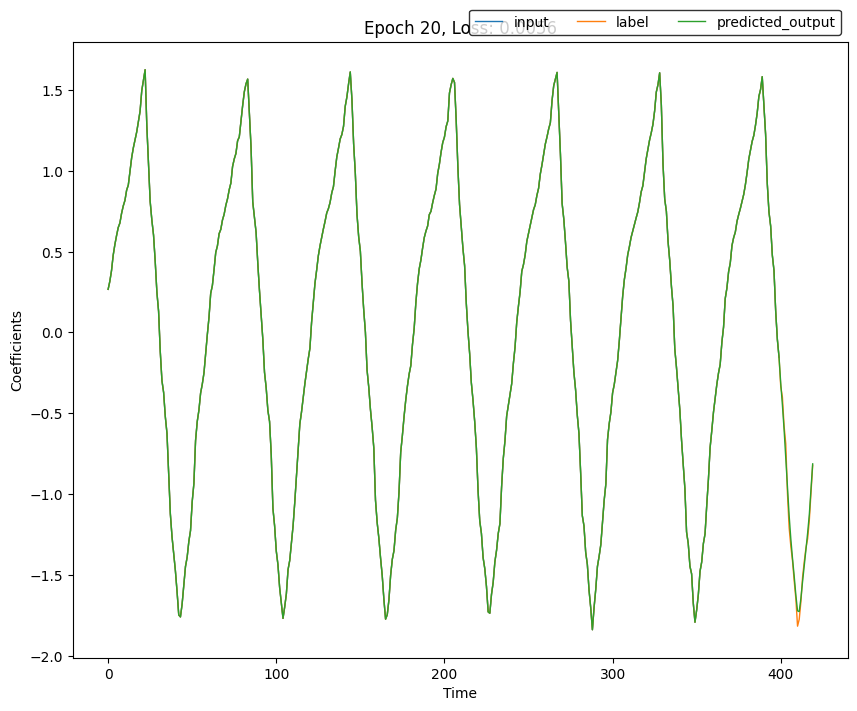 Epoch 20, Loss: 0.0056
input
label
predicted_output
Coefficients
1.5
1.0
0.5
0.0
−0.5
−1.0
−1.5
−2.0
0
100
200
300
400
Time